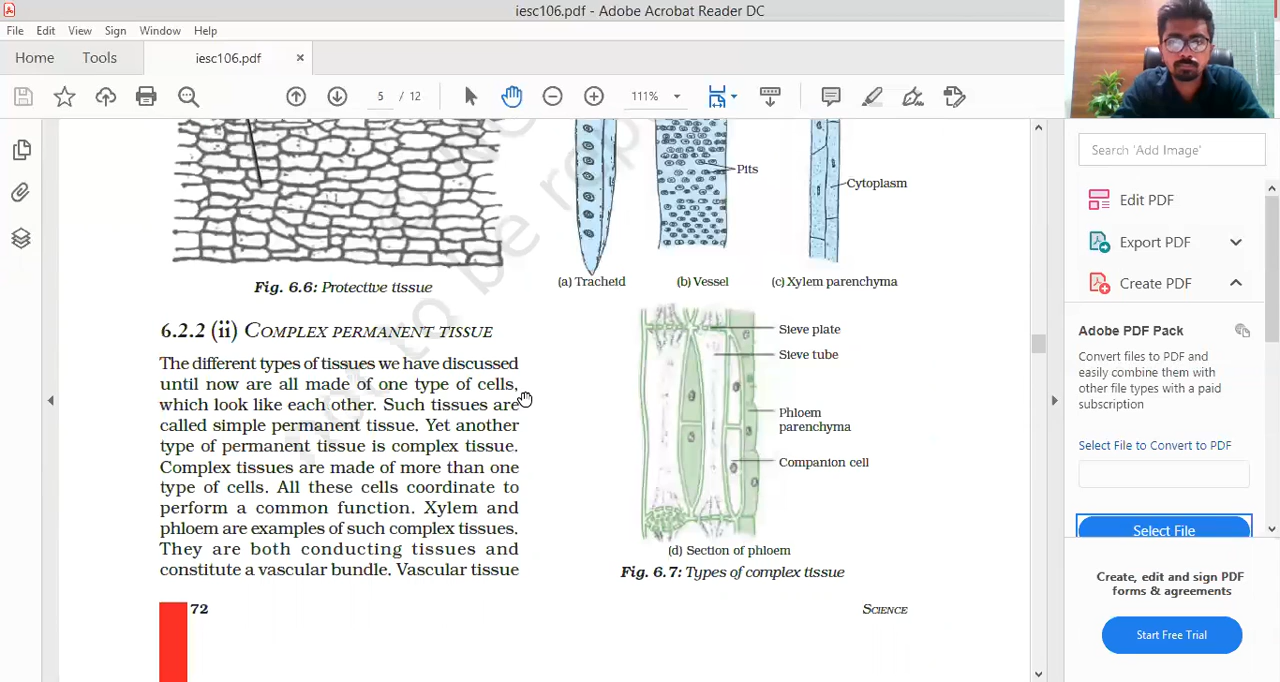 iesc106.pdf - Adobe Acrobat Reader DC
File Edit View Sign Window Help
Home Tools iesc106.pdf ×
5 / 12 111%
Search 'Add Image'
Edit PDF
Export PDF
Create PDF
Adobe PDF Pack
Convert files to PDF and
easily combine them with
other file types with a paid
subscription
Select File to Convert to PDF
Select File
Create, edit and sign PDF
forms & agreements
Start Free Trial
Fig. 6.6: Protective tissue
6.2.2 (ii) COMPLEX PERMANENT TISSUE
The different types of tissues we have discussed
until now are all made of one type of cells,
which look like each other. Such tissues are
called simple permanent tissue. Yet another
type of permanent tissue is complex tissue.
Complex tissues are made of more than one
type of cells. All these cells coordinate to
perform a common function. Xylem and
phloem are examples of such complex tissues.
They are both conducting tissues and
constitute a vascular bundle. Vascular tissue
72
Pits
Cytoplasm
(a) Tracheid (b) Vessel (c) Xylem parenchyma
Sieve plate
Sieve tube
Phloem
parenchyma
Companion cell
(d) Section of phloem
Fig. 6.7: Types of complex tissue
SCIENCE
not to be rep